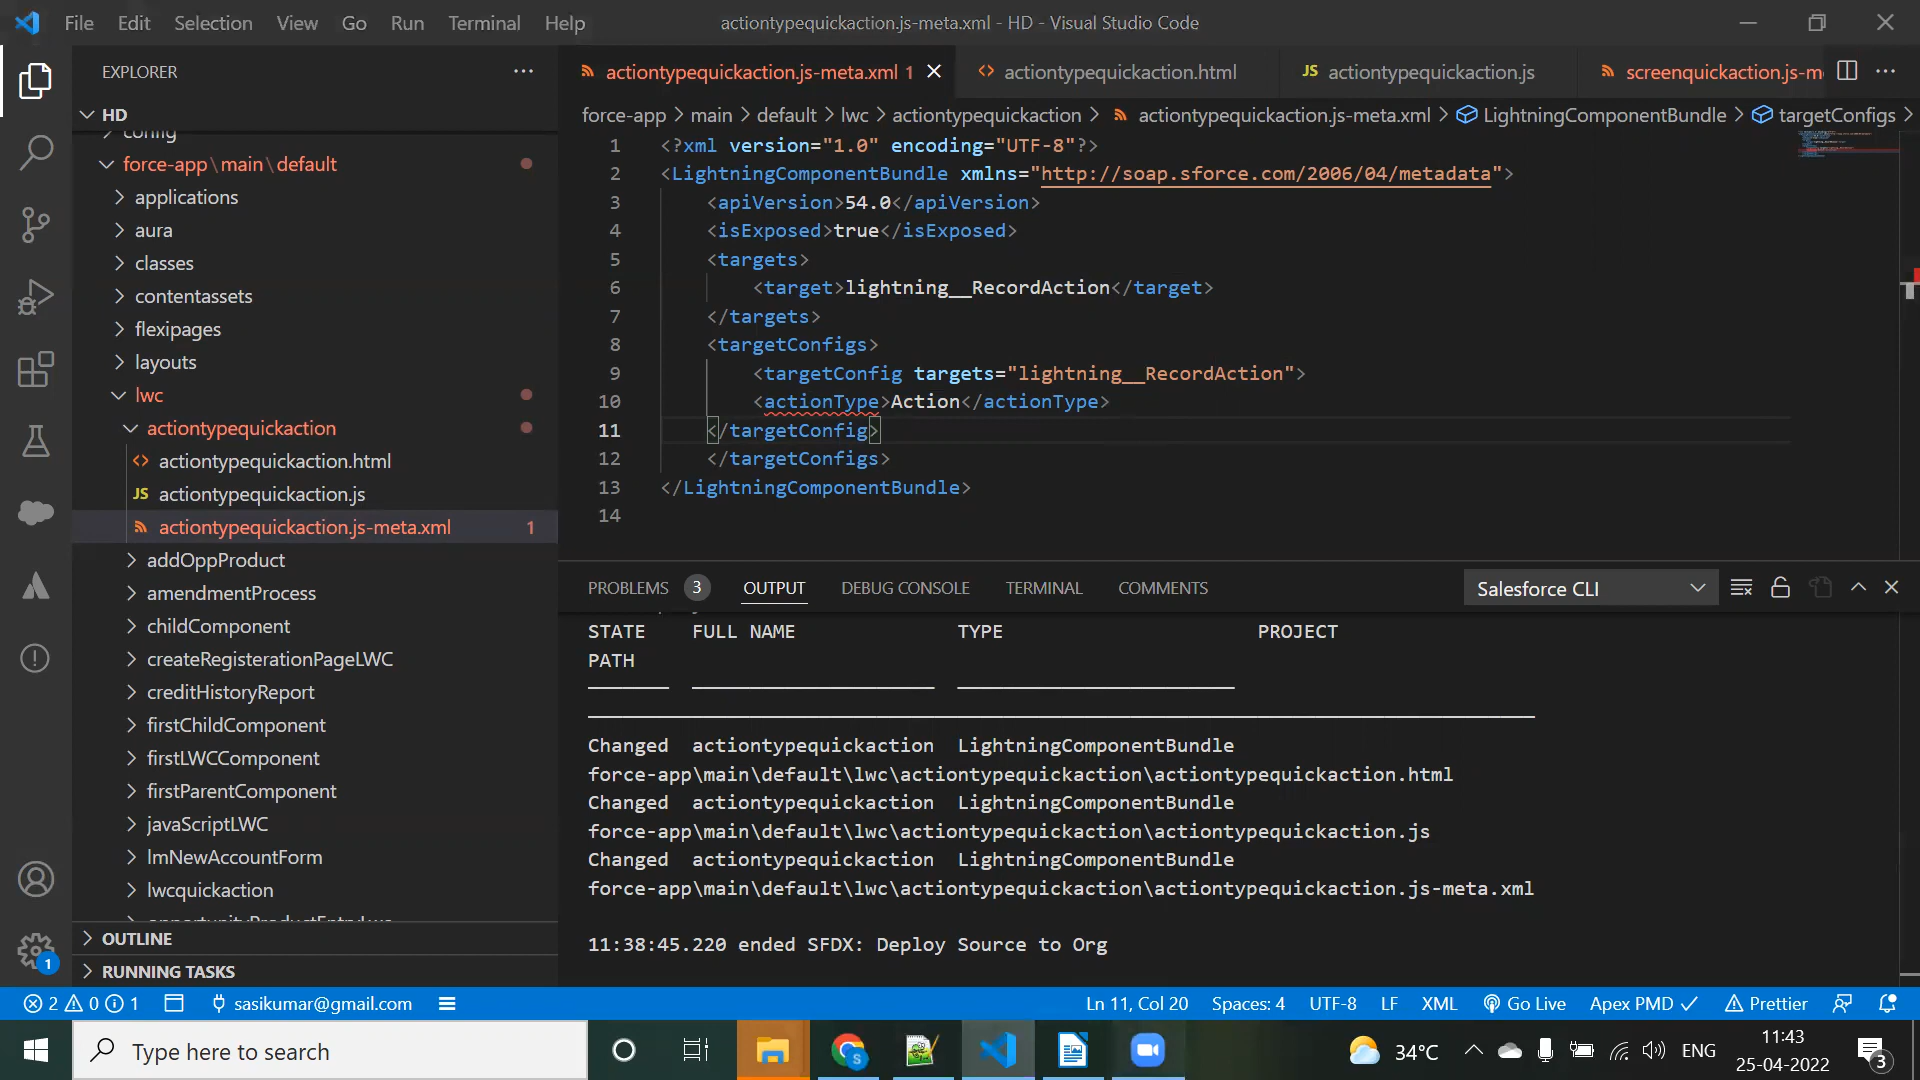 File Edit Selection View Go Run Terminal Help
actiontypequickaction.js-meta.xml - HD - Visual Studio Code
EXPLORER
HD
config
force-app\main\default
applications
aura
classes
contentassets
flexipages
layouts
lwc
actiontypequickaction
actiontypequickaction.html
JS actiontypequickaction.js
actiontypequickaction.js-meta.xml 1
addOppProduct
amendmentProcess
childComponent
createRegisterationPageLWC
creditHistoryReport
firstChildComponent
firstLWCComponent
firstParentComponent
javaScriptLWC
lmNewAccountForm
lwcquickaction
opportunityProductEntryLwc
OUTLINE
RUNNING TASKS
actiontypequickaction.js-meta.xml 1
actiontypequickaction.html
JS actiontypequickaction.js
screenquickaction.js-m
force-app > main > default > lwc > actiontypequickaction > actiontypequickaction.js-meta.xml > LightningComponentBundle > targetConfigs >
1 <?xml version="1.0" encoding="UTF-8"?>
2 <LightningComponentBundle xmlns="http://soap.sforce.com/2006/04/metadata">
3 <apiVersion>54.0</apiVersion>
4 <isExposed>true</isExposed>
5 <targets>
6 <target>lightning__RecordAction</target>
7 </targets>
8 <targetConfigs>
9 <targetConfig targets="lightning__RecordAction">
10 <actionType>Action</actionType>
11 </targetConfig>
12 </targetConfigs>
13 </LightningComponentBundle>
14
PROBLEMS 3 OUTPUT DEBUG CONSOLE TERMINAL COMMENTS
Salesforce CLI
STATE FULL NAME TYPE PROJECT
PATH
Changed actiontypequickaction LightningComponentBundle
force-app\main\default\lwc\actiontypequickaction\actiontypequickaction.html
Changed actiontypequickaction LightningComponentBundle
force-app\main\default\lwc\actiontypequickaction\actiontypequickaction.js
Changed actiontypequickaction LightningComponentBundle
force-app\main\default\lwc\actiontypequickaction\actiontypequickaction.js-meta.xml
11:38:45.220 ended SFDX: Deploy Source to Org
1
2 0 1 sasikumar@gmail.com
Ln 11, Col 20 Spaces: 4 UTF-8 LF XML Go Live Apex PMD Prettier
Type here to search
S
34°C
ENG
11:43
25-04-2022
3